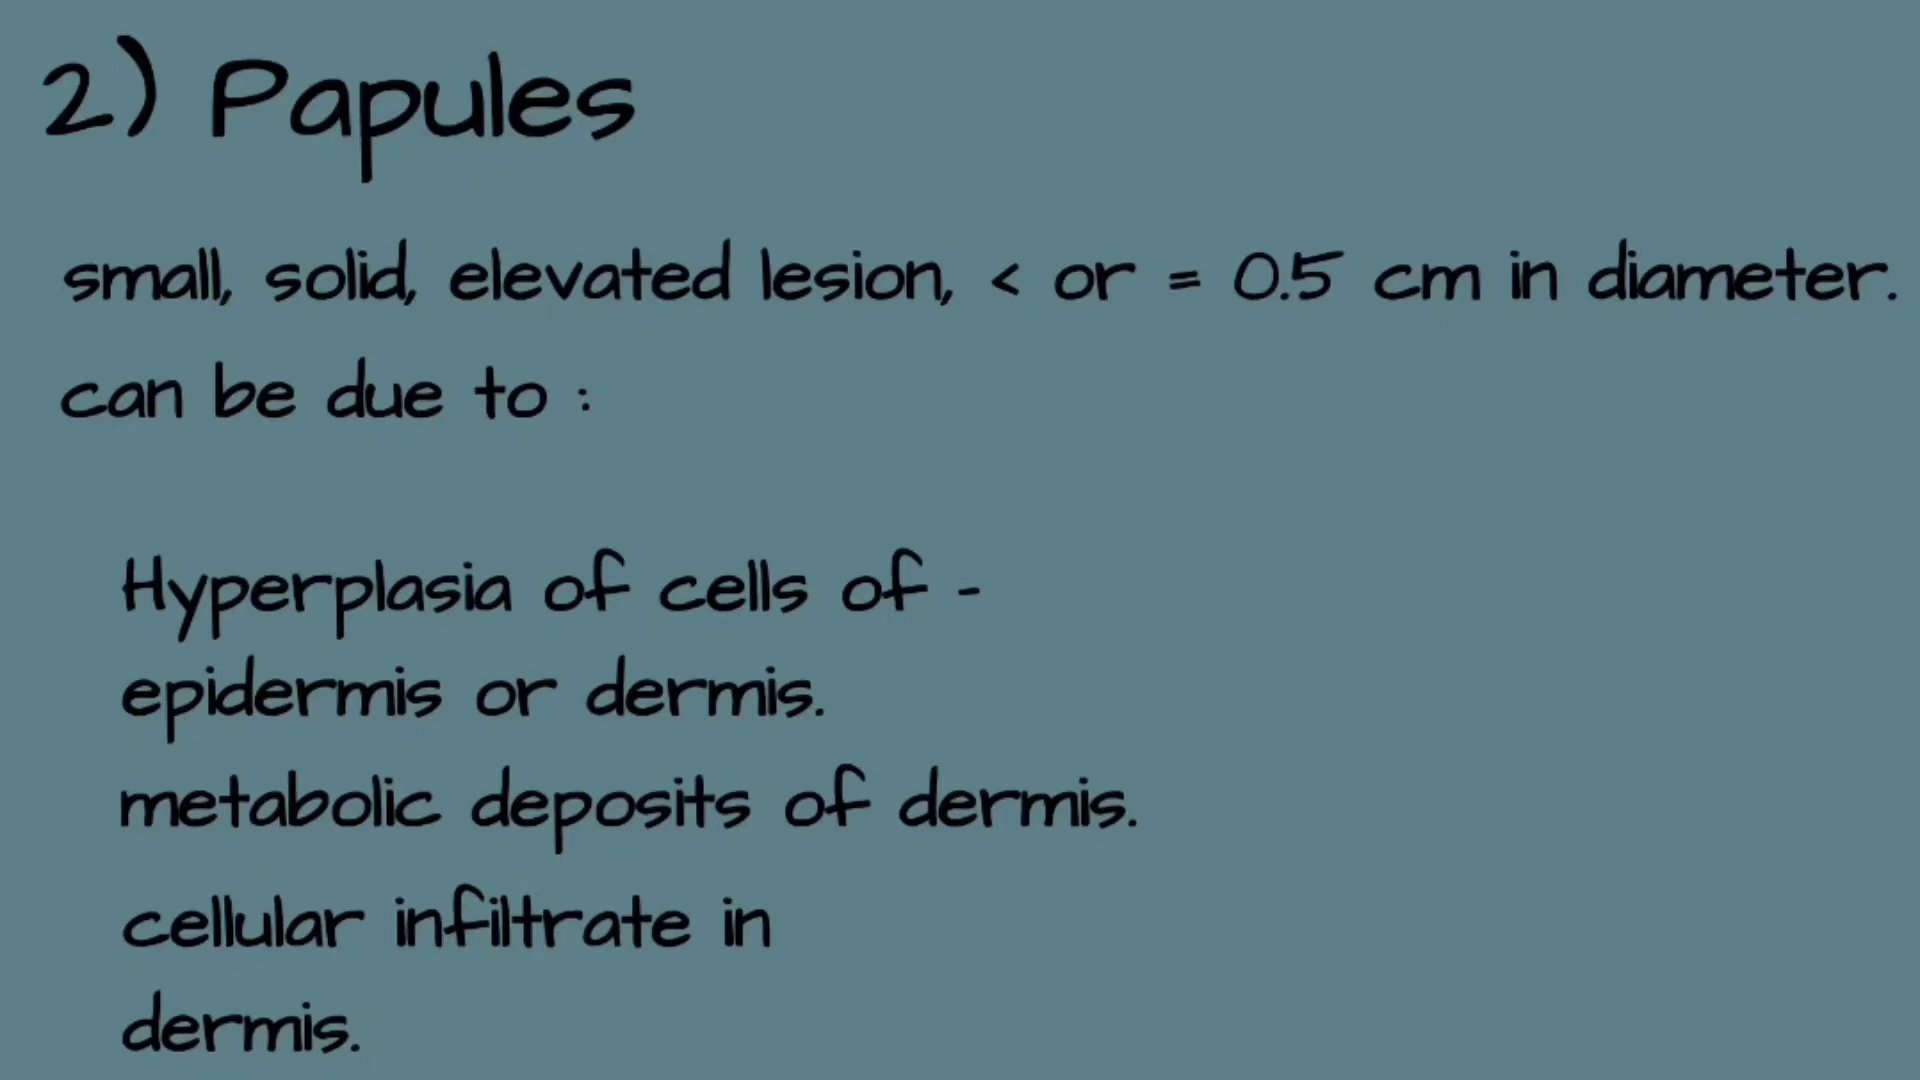 2) Papules
small, solid, elevated lesion, < or = 0.5 cm in diameter.
can be due to :
Hyperplasia of cells of -
epidermis or dermis.
metabolic deposits of dermis.
cellular infiltrate in
dermis.